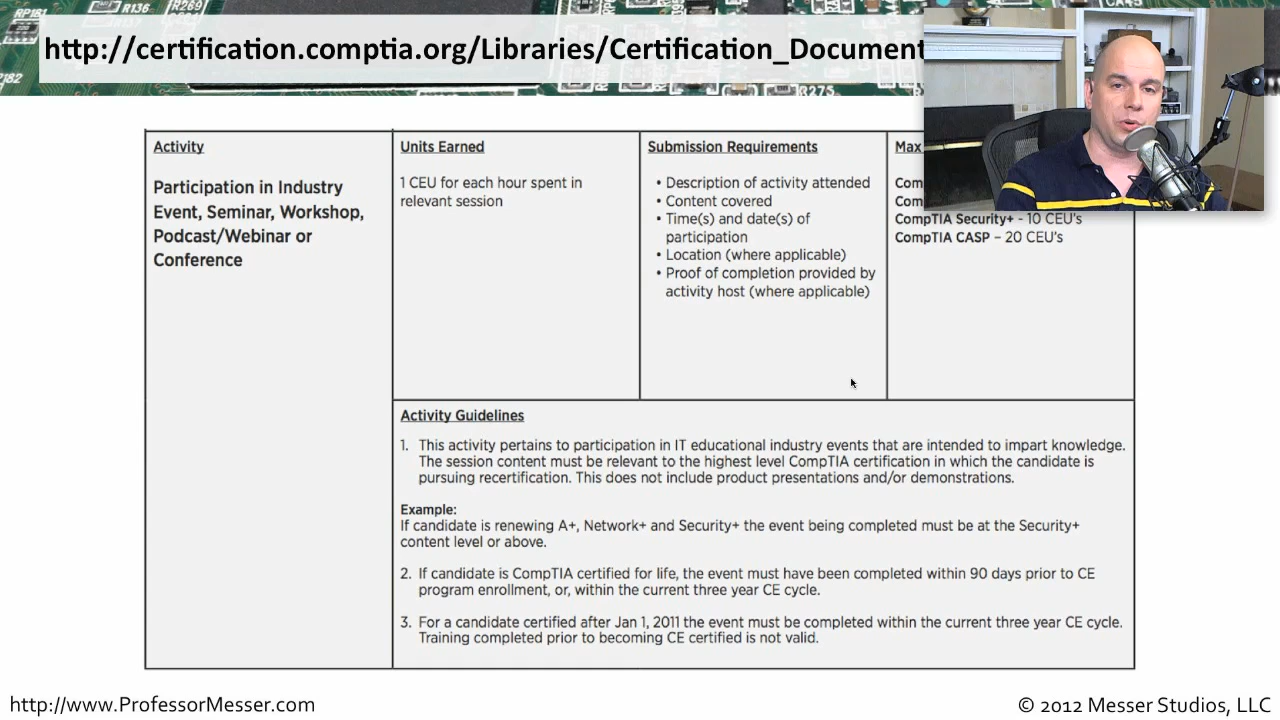 RP181
R136
R269
R275
http://certification.comptia.org/Libraries/Certification_Document
Activity
Participation in Industry
Event, Seminar, Workshop,
Podcast/Webinar or
Conference
Units Earned
1 CEU for each hour spent in
relevant session
Submission Requirements
• Description of activity attended
• Content covered
• Time(s) and date(s) of
participation
• Location (where applicable)
• Proof of completion provided by
activity host (where applicable)
Max
Com
Com
CompTIA Security+ - 10 CEU's
CompTIA CASP – 20 CEU's
Activity Guidelines
1. This activity pertains to participation in IT educational industry events that are intended to impart knowledge.
The session content must be relevant to the highest level CompTIA certification in which the candidate is
pursuing recertification. This does not include product presentations and/or demonstrations.
Example:
If candidate is renewing A+, Network+ and Security+ the event being completed must be at the Security+
content level or above.
2. If candidate is CompTIA certified for life, the event must have been completed within 90 days prior to CE
program enrollment, or, within the current three year CE cycle.
3. For a candidate certified after Jan 1, 2011 the event must be completed within the current three year CE cycle.
Training completed prior to becoming CE certified is not valid.
http://www.ProfessorMesser.com
© 2012 Messer Studios, LLC